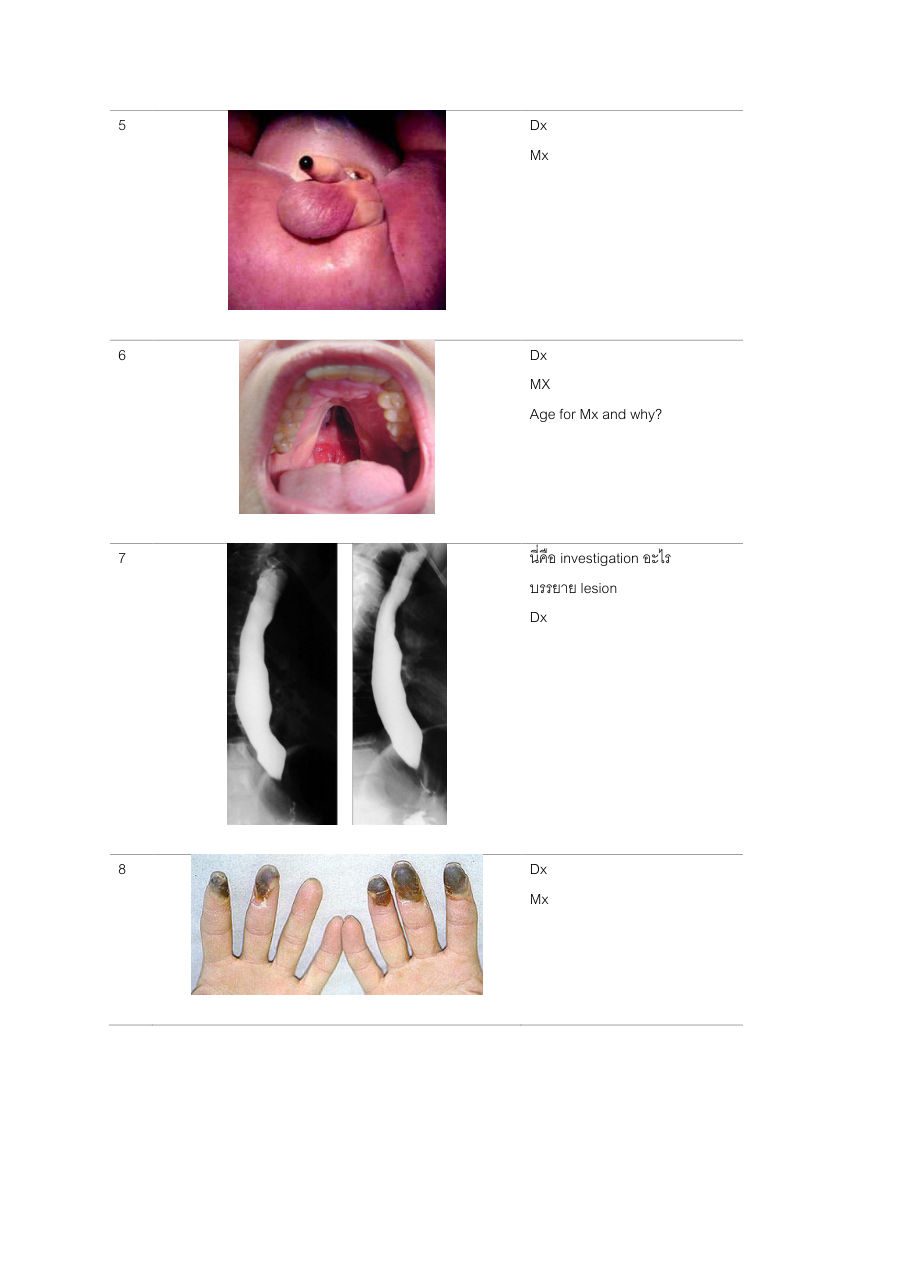 5 Dx
Mx
6 Dx
MX
Age for Mx and why?
7 นี่คือ investigation อะไร
บรรยาย lesion
Dx
8 Dx
Mx